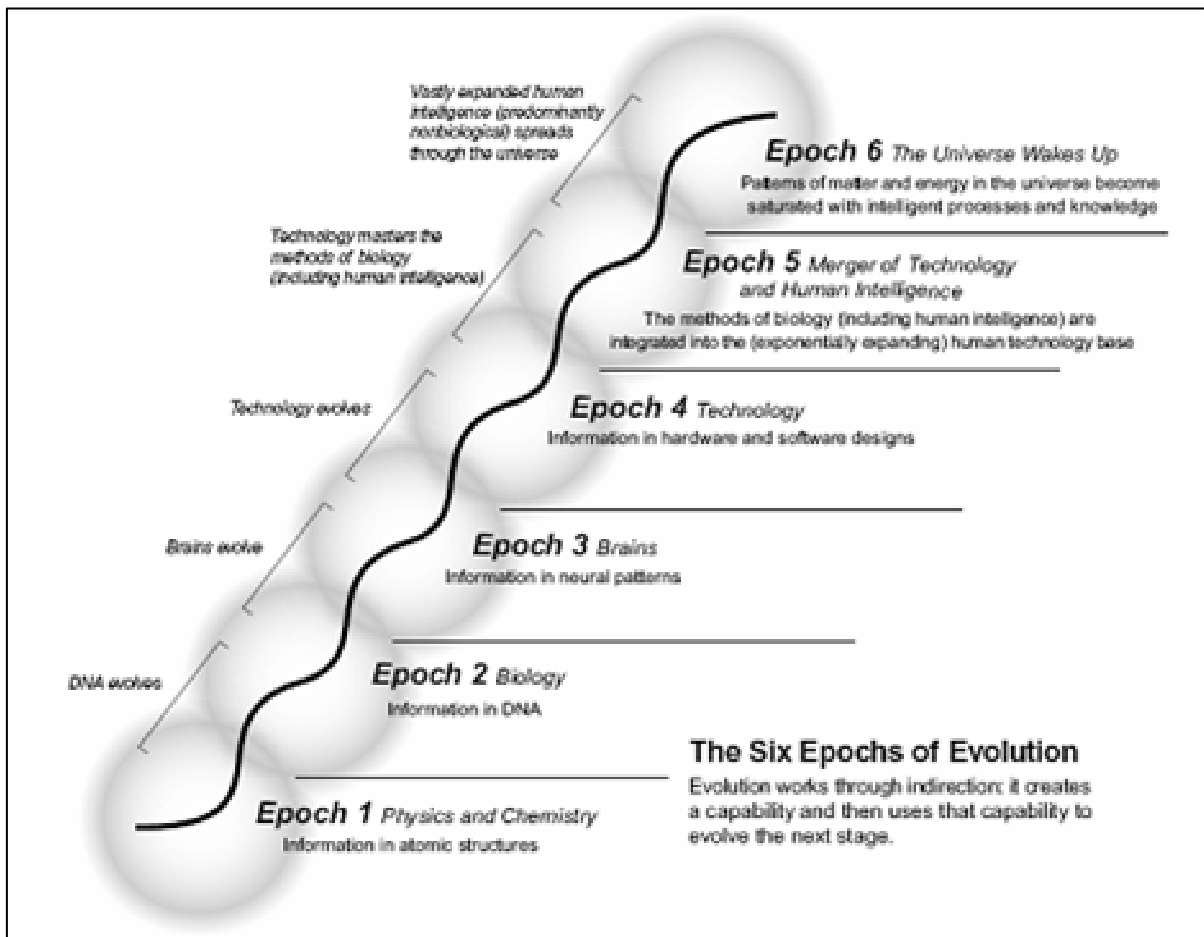 Vastly expanded human
intelligence (predominantly
nonbiological) spreads
through the universe
Epoch 6 The Universe Wakes Up
Patterns of matter and energy in the universe become
saturated with intelligent processes and knowledge
Technology masters the
methods of biology
(including human intelligence)
Epoch 5 Merger of Technology
and Human Intelligence
The methods of biology (including human intelligence) are
integrated into the (exponentially expanding) human technology base
Technology evolves
Epoch 4 Technology
Information in hardware and software designs
Brains evolve
Epoch 3 Brains
Information in neural patterns
DNA evolves
Epoch 2 Biology
Information in DNA
Epoch 1 Physics and Chemistry
Information in atomic structures
The Six Epochs of Evolution
Evolution works through indirection: it creates
a capability and then uses that capability to
evolve the next stage.